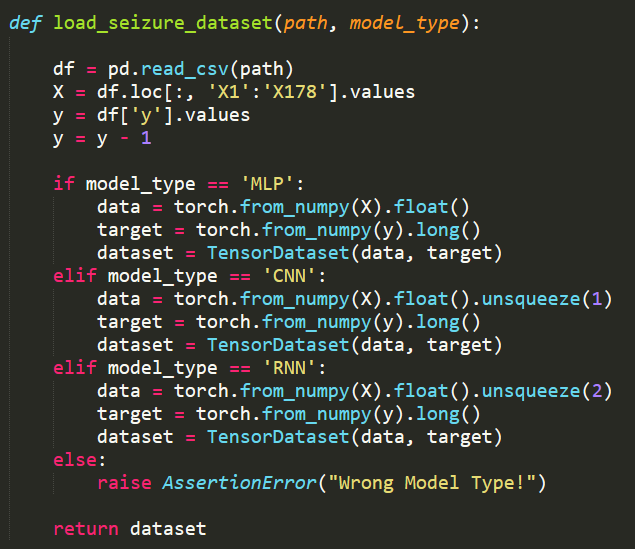 def load_seizure_dataset(path, model_type):
    df = pd.read_csv(path)
    X = df.loc[:, 'X1':'X178'].values
    y = df['y'].values
    y = y - 1
    if model_type == 'MLP':
        data = torch.from_numpy(X).float()
        target = torch.from_numpy(y).long()
        dataset = TensorDataset(data, target)
    elif model_type == 'CNN':
        data = torch.from_numpy(X).float().unsqueeze(1)
        target = torch.from_numpy(y).long()
        dataset = TensorDataset(data, target)
    elif model_type == 'RNN':
        data = torch.from_numpy(X).float().unsqueeze(2)
        target = torch.from_numpy(y).long()
        dataset = TensorDataset(data, target)
    else:
        raise AssertionError("Wrong Model Type!")
    return dataset